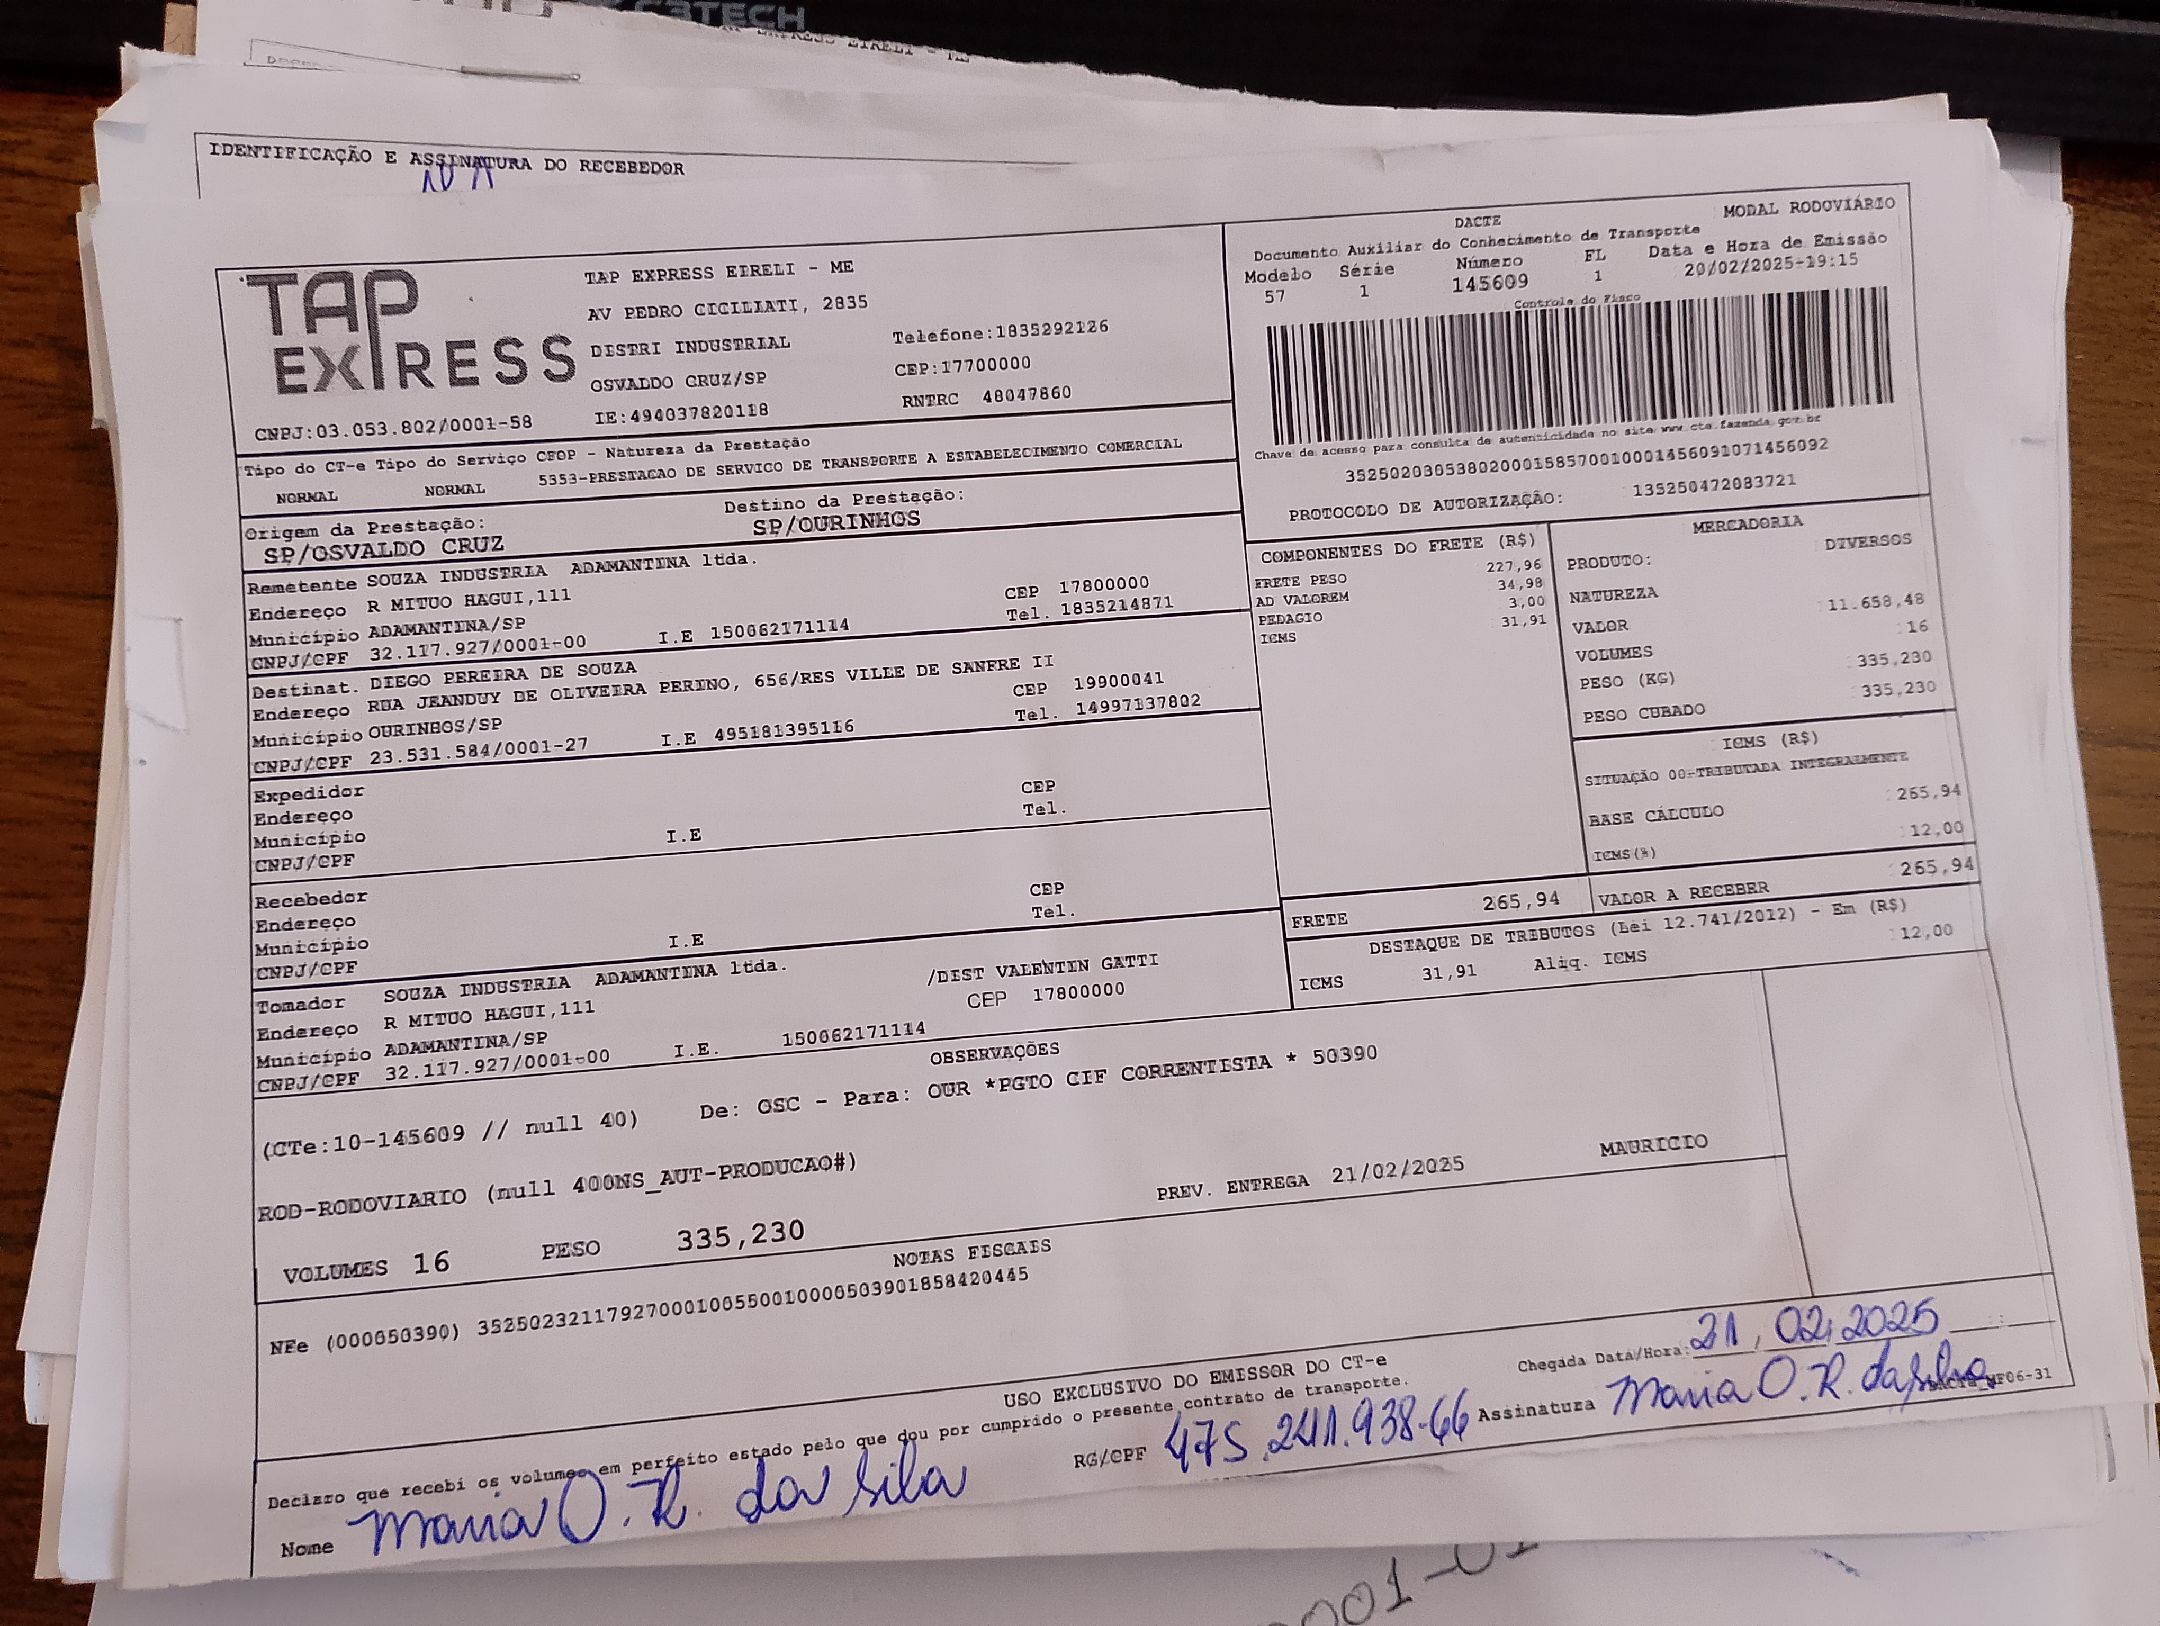 C3TECH
EXPRESS EIRELI
IDENTIFICAÇÃO E ASSINATURA DO RECEBEDOR
TAP EXPRESS
TAP EXPRESS EIRELI - ME
AV PEDRO CICILIATI, 2835
DISTRI INDUSTRIAL Telefone:1835292126
OSVALDO CRUZ/SP CEP:17700000
CNPJ:03.053.802/0001-58 IE:494037820118 RNTRC 48047860
DACTE MODAL RODOVIÁRIO
Documento Auxiliar do Conhecimento de Transporte
Modelo Série Número FL Data e Hora de Emissão
57 1 145609 1 20/02/2025-19:15
Controle do Fisco
Chave de acesso para consulta de autenticidade no site www.cte.fazenda.gov.br
35250203053802000158570010001456091071456092
PROTOCOLO DE AUTORIZAÇÃO: 135250472083721
Tipo do CT-e Tipo do Serviço CFOP - Natureza da Prestação
NORMAL NORMAL 5353-PRESTACAO DE SERVICO DE TRANSPORTE A ESTABELECIMENTO COMERCIAL
Origem da Prestação: Destino da Prestação:
SP/OSVALDO CRUZ SP/OURINHOS
Remetente SOUZA INDUSTRIA ADAMANTINA ltda.
Endereço R MITUO HAGUI,111 CEP 17800000
Município ADAMANTINA/SP Tel. 1835214871
CNPJ/CPF 32.117.927/0001-00 I.E 150062171114
Destinat. DIEGO PEREIRA DE SOUZA
Endereço RUA JEANDUY DE OLIVEIRA PERINO, 656/RES VILLE DE SANFRE II
Município OURINHOS/SP CEP 19900041
CNPJ/CPF 23.531.584/0001-27 I.E 495181395116 Tel. 14997137802
Expedidor
Endereço CEP
Município Tel.
CNPJ/CPF I.E
Recebedor
Endereço CEP
Município Tel.
CNPJ/CPF I.E
Tomador SOUZA INDUSTRIA ADAMANTINA ltda.
Endereço R MITUO HAGUI,111 /DIST VALENTIN GATTI
Município ADAMANTINA/SP CEP 17800000
CNPJ/CPF 32.117.927/0001-00 I.E. 150062171114
COMPONENTES DO FRETE (R$)
FRETE PESO 227,96
AD VALOREM 34,98
PEDAGIO 3,00
ICMS 31,91
MERCADORIA
PRODUTO: DIVERSOS
NATUREZA
VALOR 11.658,48
VOLUMES 16
PESO (KG) 335,230
PESO CUBADO 335,230
ICMS (R$)
SITUAÇÃO 00-TRIBUTADA INTEGRALMENTE
BASE CÁLCULO 265,94
ICMS(%) 12,00
FRETE 265,94 VALOR A RECEBER 265,94
DESTAQUE DE TRIBUTOS (Lei 12.741/2012) - Em (R$)
ICMS 31,91 Aliq. ICMS 12,00
OBSERVAÇÕES
(CTe:10-145609 // null 40) De: OSC - Para: OUR *PGTO CIF CORRENTISTA * 50390
ROD-RODOVIARIO (null 400NS_AUT-PRODUCAO#)
PREV. ENTREGA 21/02/2025 MAURICIO
VOLUMES 16 PESO 335,230
NOTAS FISCAIS
NFe (000050390) 35250232117927000100550010000503901858420445
USO EXCLUSIVO DO EMISSOR DO CT-e
Declaro que recebi os volumes em perfeito estado pelo que dou por cumprido o presente contrato de transporte.
Chegada Data/Hora: 21, 02, 2025
Nome Maria O. R. da silva RG/CPF 475.241.938-66 Assinatura Maria O. R. da silva
0001-01